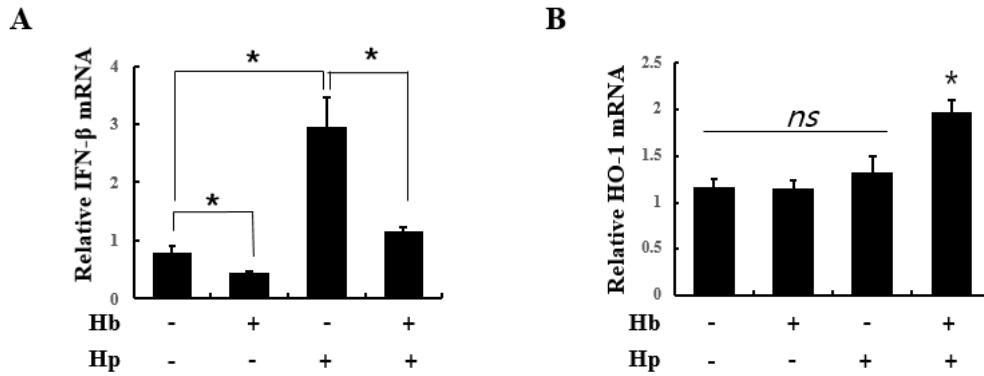 A
Relative IFN-β mRNA
4
3
2
1
0
*
*
*
Hb - + - +
Hp - - + +
B
Relative HO-1 mRNA
2.5
2
1.5
1
0.5
0
ns
*
Hb - + - +
Hp - - + +